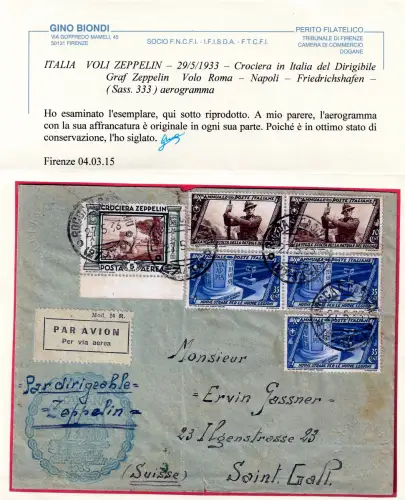 GINO BIONDI
VIA GOFFREDO MAMELI, 45
50131 FIRENZE
SOCIO F.N.C.F.I. - I.F.I.S.D.A. - F.T.C.F.I.
PERITO FILATELICO
TRIBUNALE DI FIRENZE
CAMERA DI COMMERCIO
DOGANE
ITALIA VOLI ZEPPELIN – 29/5/1933 – Crociera in Italia del Dirigibile
Graf Zeppelin Volo Roma – Napoli – Friedrichshafen –
(Sass. 333 ) aerogramma
Ho esaminato l'esemplare, qui sotto riprodotto. A mio parere, l'aerogramma
con la sua affrancatura è originale in ogni sua parte. Poichè è in ottimo stato di
conservazione, l'ho siglato.
Firenze 04.03.15
CROCIERA ZEPPELIN
POSTA AEREA
POSTE ITALIANE
Mod. 24 R.
PAR AVION
Per via aerea
Par dirigeable
Zeppelin
Monsieur
Ervin Gassner
23 Ilgenstrasse 23
(Suisse) Saint Gall.